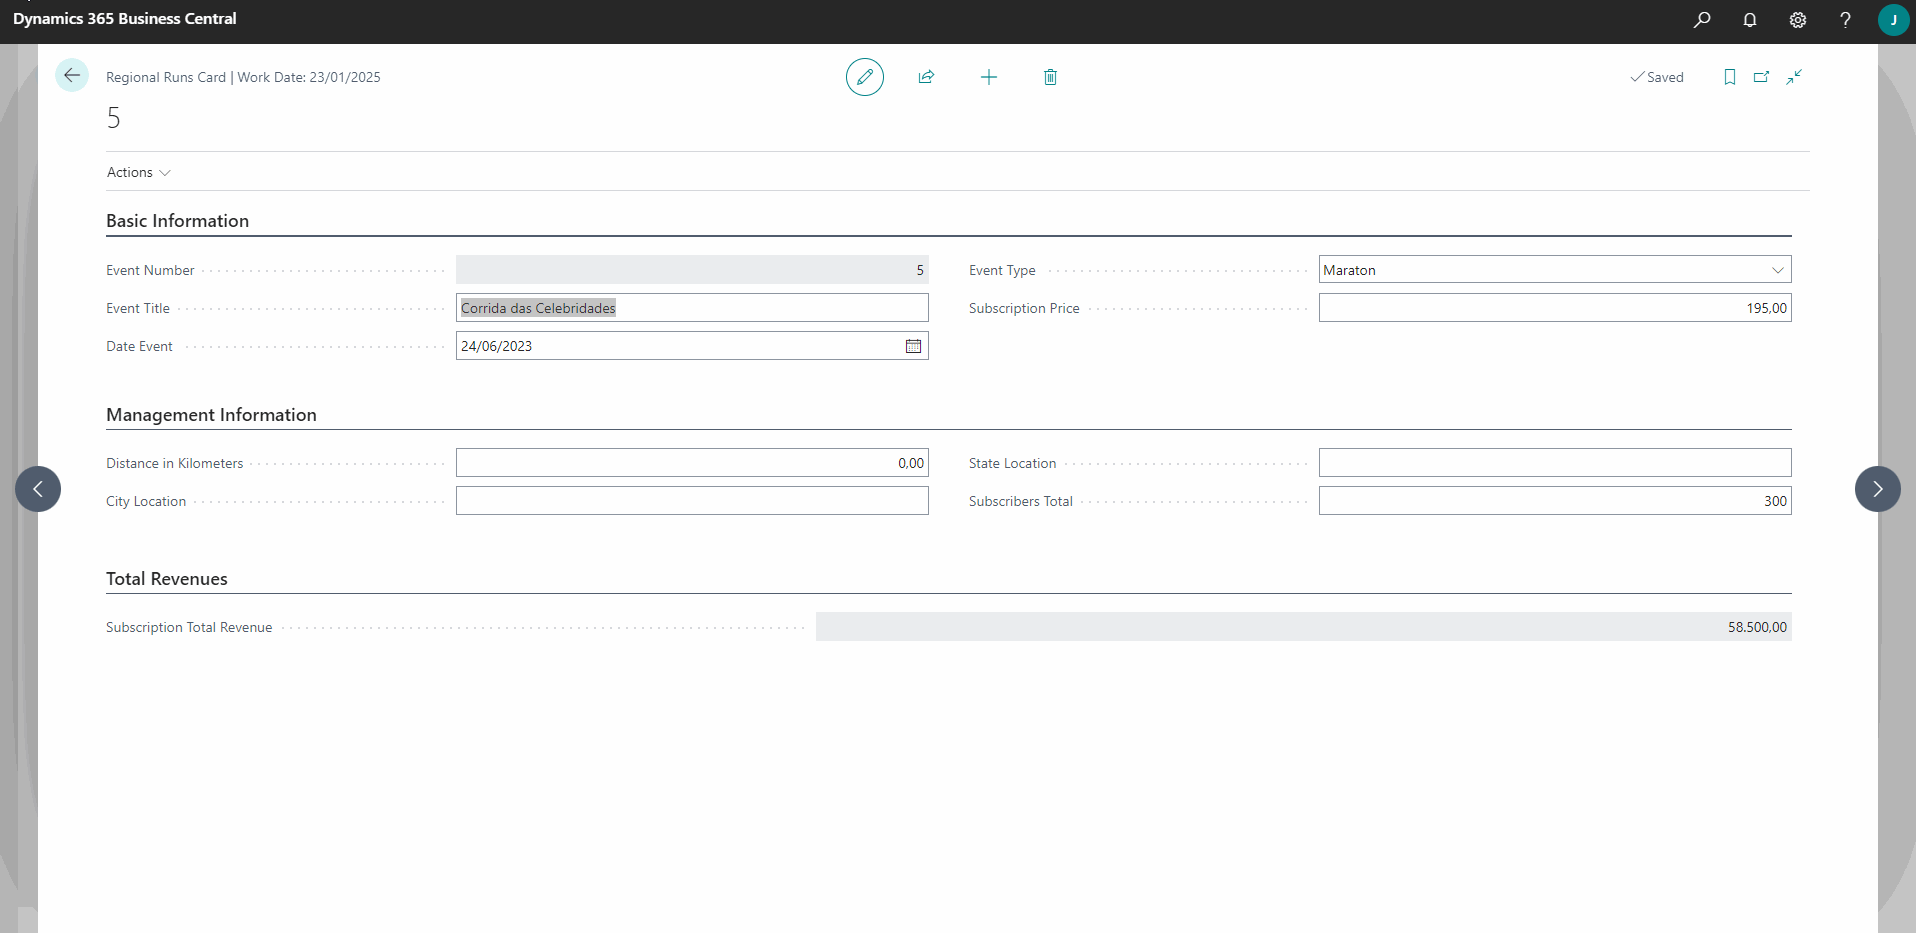 Dynamics 365 Business Central
J
Regional Runs Card | Work Date: 23/01/2025
Saved
5
Actions
Basic Information
Event Number 5
Event Type Maraton
Event Title Corrida das Celebridades
Subscription Price 195,00
Date Event 24/06/2023
Management Information
Distance in Kilometers 0,00
State Location
City Location
Subscribers Total 300
Total Revenues
Subscription Total Revenue 58.500,00